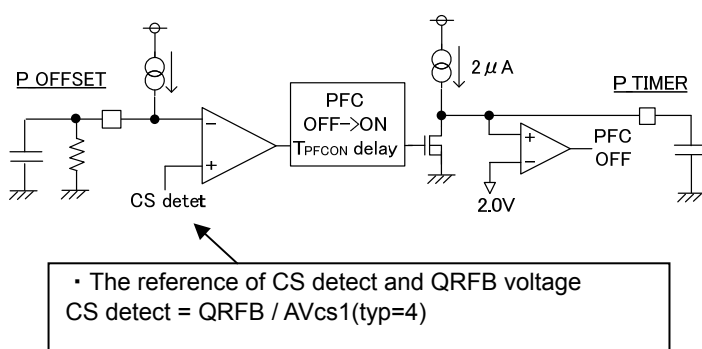 P OFFSET
2μA
P TIMER
PFC
OFF->ON
TPFCON delay
−
+
CS detet
+
−
2.0V
PFC
OFF
・The reference of CS detect and QRFB voltage
CS detect = QRFB / AVcs1(typ=4)